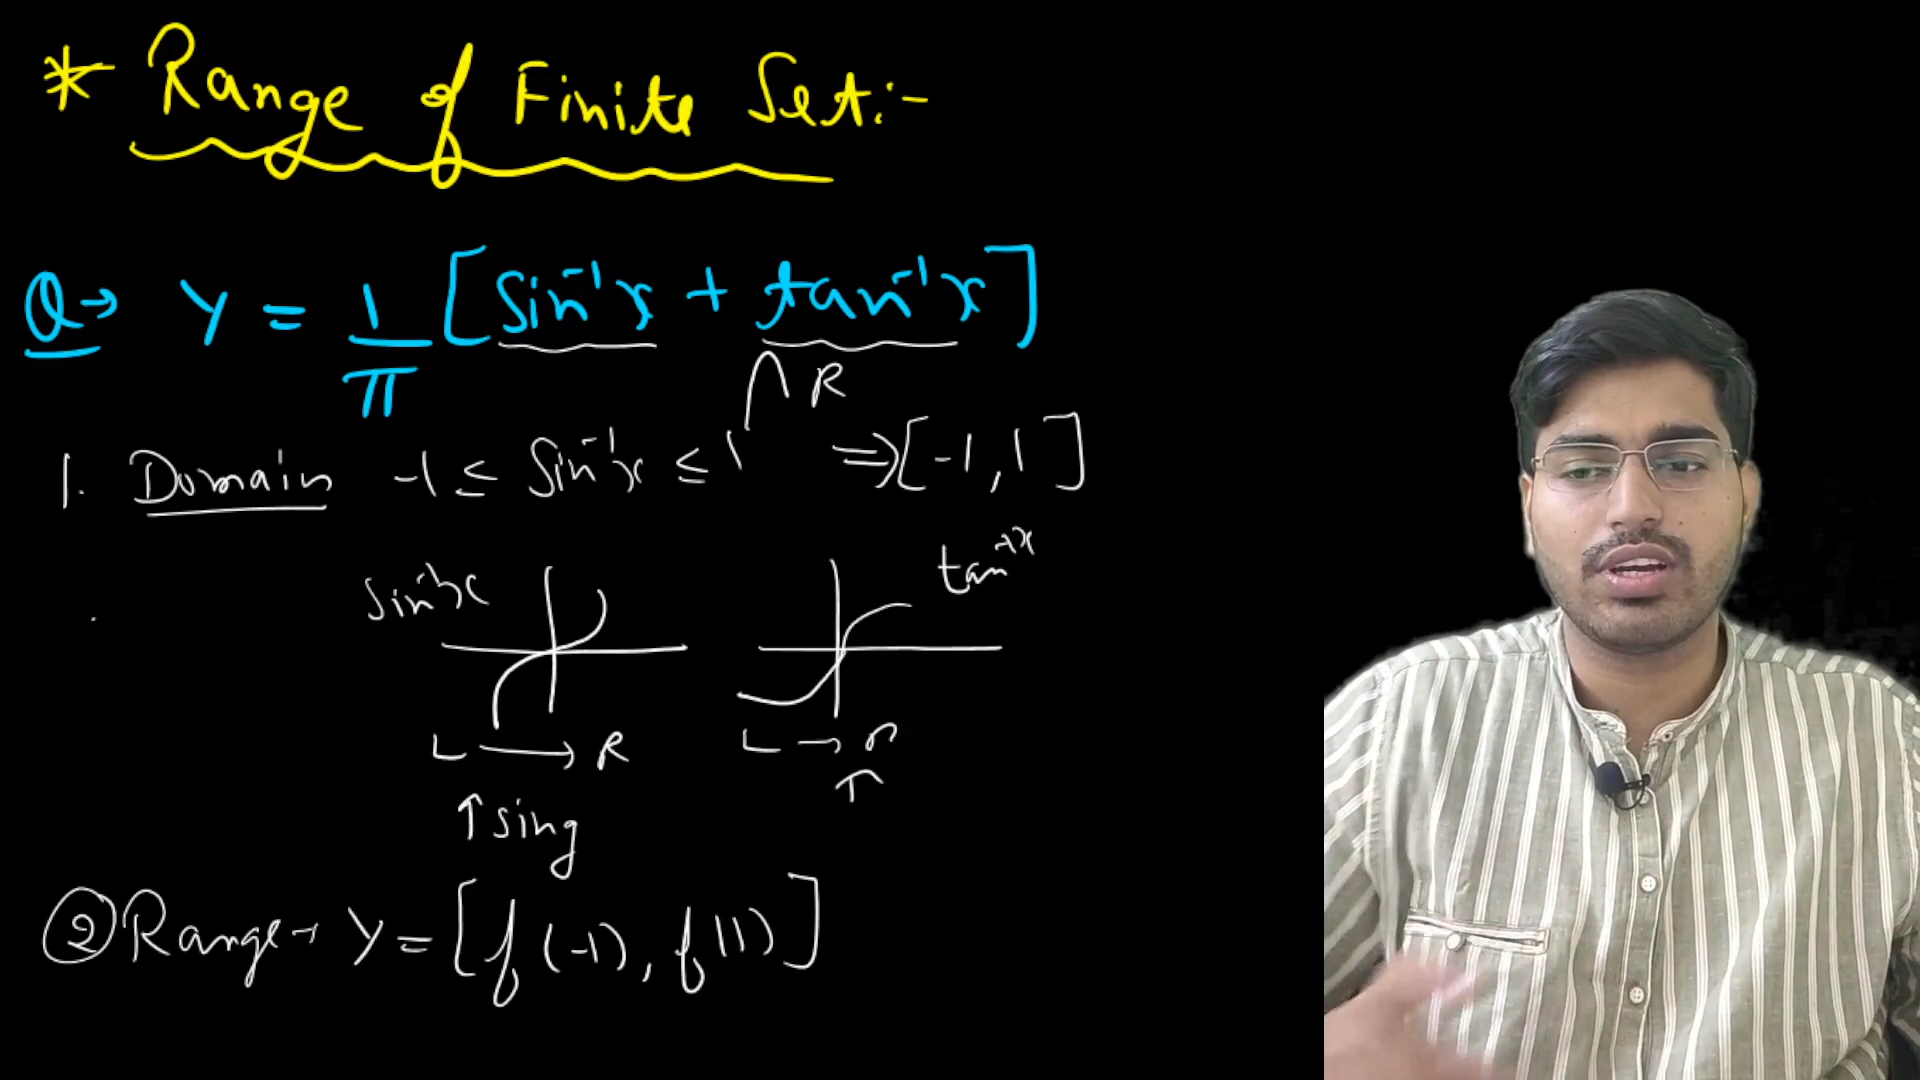 * Range of Finite Set:-
Q→ Y = 1/π [sin⁻¹x + tan⁻¹x]
∩ R
1. Domain -1 ≤ Sin⁻¹x ≤ 1 ⇒ [-1, 1]
Sin⁻¹x
tan⁻¹x
L → R
L →
↑
↑sing
② Range → Y = [f(-1), f(1)]